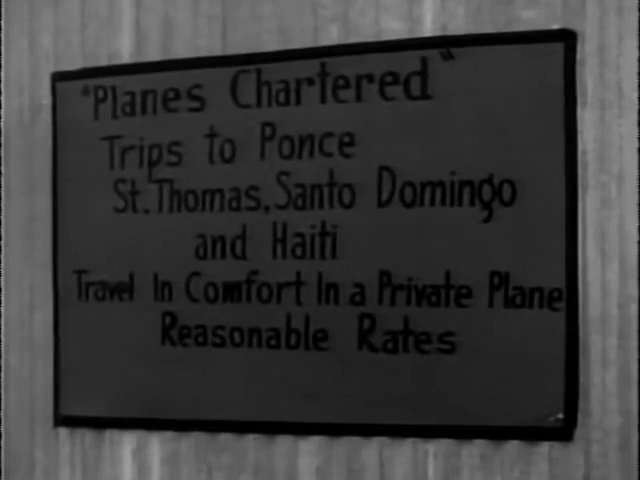 "Planes Chartered"
Trips to Ponce
St. Thomas, Santo Domingo
and Haiti
Travel In Comfort In a Private Plane
Reasonable Rates